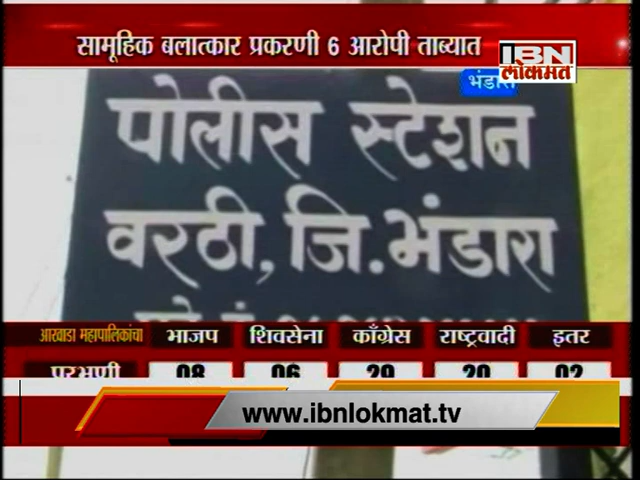 सामूहिक बलात्कार प्रकरणी 6 आरोपी ताब्यात
IBN
लोकमत
भंडारा
पोलीस स्टेशन
वरठी, जि. भंडारा
आखाडा महापालिकांचा भाजप शिवसेना काँग्रेस राष्ट्रवादी इतर
परभणी 08 06 29 20 02
www.ibnlokmat.tv